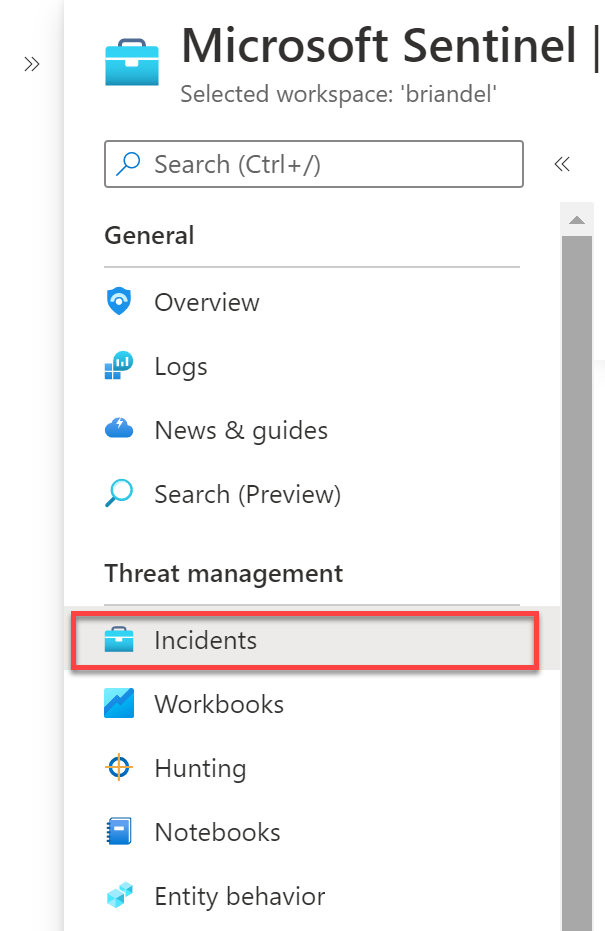 Microsoft Sentinel |
Selected workspace: 'briandel'
Search (Ctrl+/)
General
Overview
Logs
News & guides
Search (Preview)
Threat management
Incidents
Workbooks
Hunting
Notebooks
Entity behavior